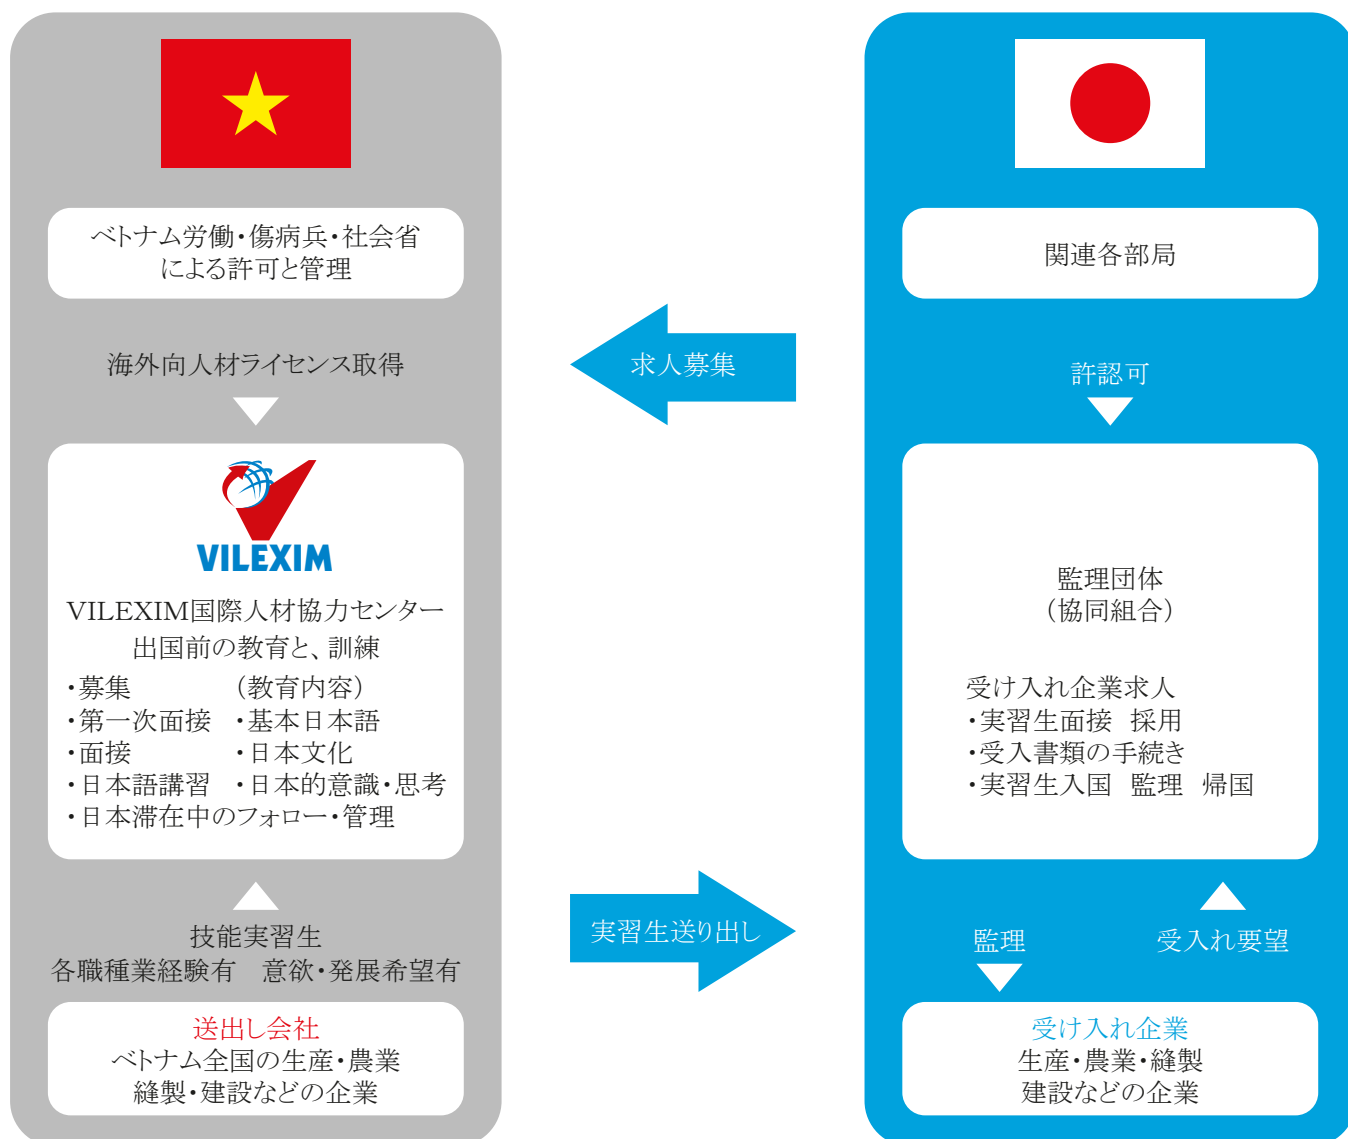 ベトナム労働・傷病兵・社会省
による許可と管理
海外向人材ライセンス取得
VILEXIM
VILEXIM国際人材協力センター
出国前の教育と、訓練
・募集
(教育内容)
・第一次面接
・基本日本語
・面接
・日本文化
・日本語講習
・日本的意識・思考
・日本滞在中のフォロー・管理
技能実習生
各職種業経験有 意欲・発展希望有
送出し会社
ベトナム全国の生産・農業
縫製・建設などの企業
求人募集
実習生送り出し
関連各部局
許認可
監理団体
(協同組合)
受け入れ企業求人
・実習生面接 採用
・受入書類の手続き
・実習生入国 監理 帰国
監理
受入れ要望
受け入れ企業
生産・農業・縫製
建設などの企業